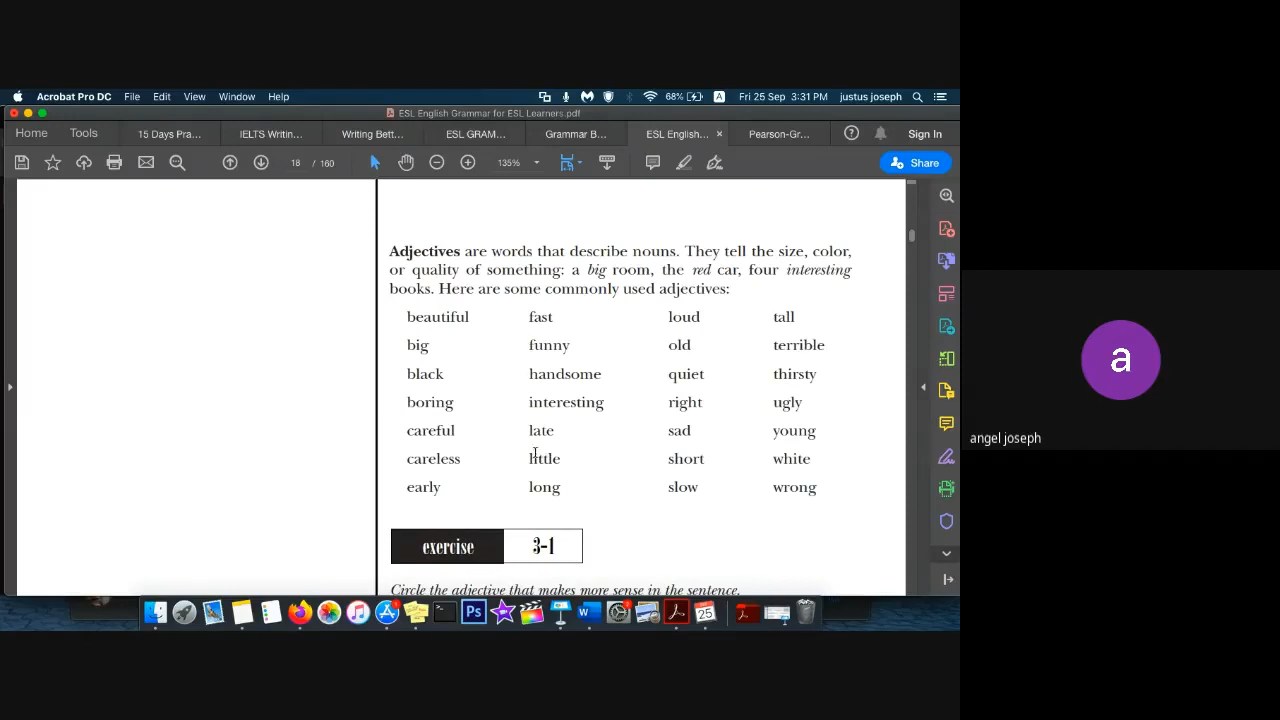 Acrobat Pro DC File Edit View Window Help 68% A Fri 25 Sep 3:31 PM justus joseph
ESL English Grammar for ESL Learners.pdf
Home Tools 15 Days Pra... IELTS Writin... Writing Bett... ESL GRAM... Grammar B... ESL English... × Pearson-Gr... Sign In
18 / 160 135% Share
Adjectives are words that describe nouns. They tell the size, color,
or quality of something: a big room, the red car, four interesting
books. Here are some commonly used adjectives:
beautiful fast loud tall
big funny old terrible
black handsome quiet thirsty
boring interesting right ugly
careful late sad young
careless little short white
early long slow wrong
exercise 3-1
Circle the adjective that makes more sense in the sentence.
Ps W 25
a
angel joseph